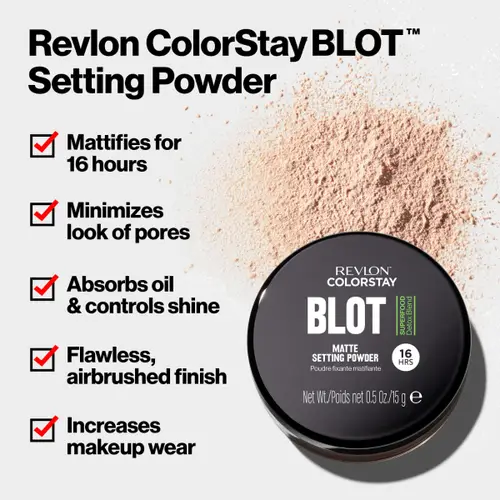 Revlon ColorStay BLOT™
Setting Powder
Mattifies for
16 hours
Minimizes
look of pores
Absorbs oil
& controls shine
Flawless,
airbrushed finish
Increases
makeup wear
REVLON
COLORSTAY
BLOT
SUPERFOOD
Detox Blend
MATTE
SETTING POWDER
Poudre fixante matifiante
16
HRS
Net Wt./Poids net 0.5 Oz/15 g e